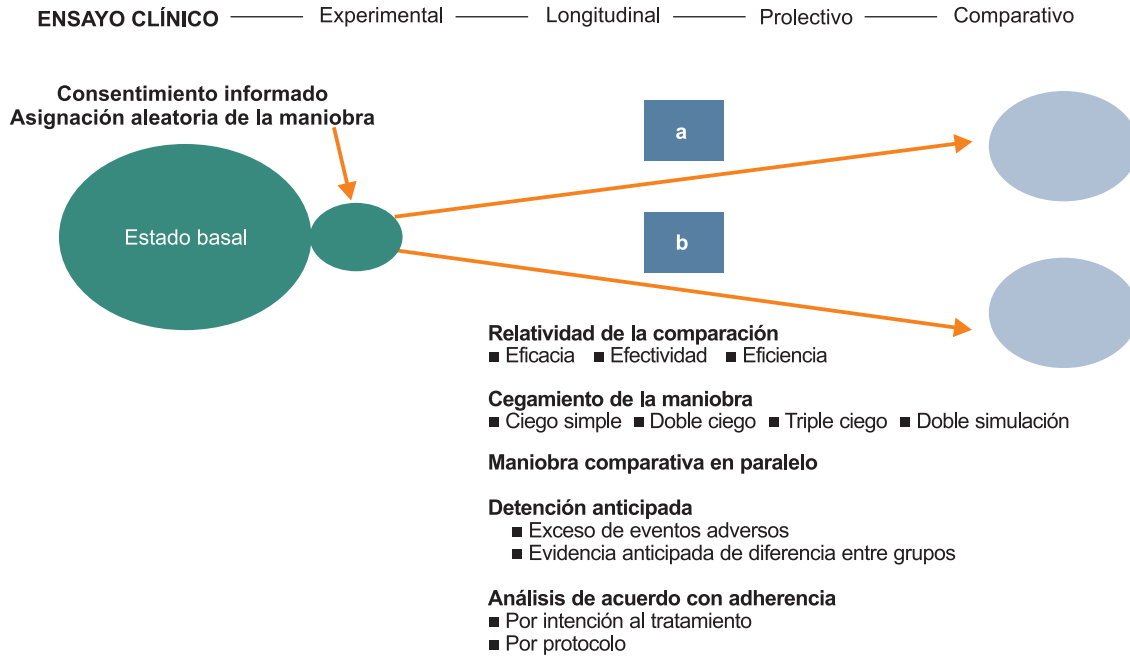 ENSAYO CLÍNICO Experimental Longitudinal Prolectivo Comparativo
Consentimiento informado
Asignación aleatoria de la maniobra
a
Estado basal
b
Relatividad de la comparación
■ Eficacia ■ Efectividad ■ Eficiencia
Cegamiento de la maniobra
■ Ciego simple ■ Doble ciego ■ Triple ciego ■ Doble simulación
Maniobra comparativa en paralelo
Detención anticipada
■ Exceso de eventos adversos
■ Evidencia anticipada de diferencia entre grupos
Análisis de acuerdo con adherencia
■ Por intención al tratamiento
■ Por protocolo